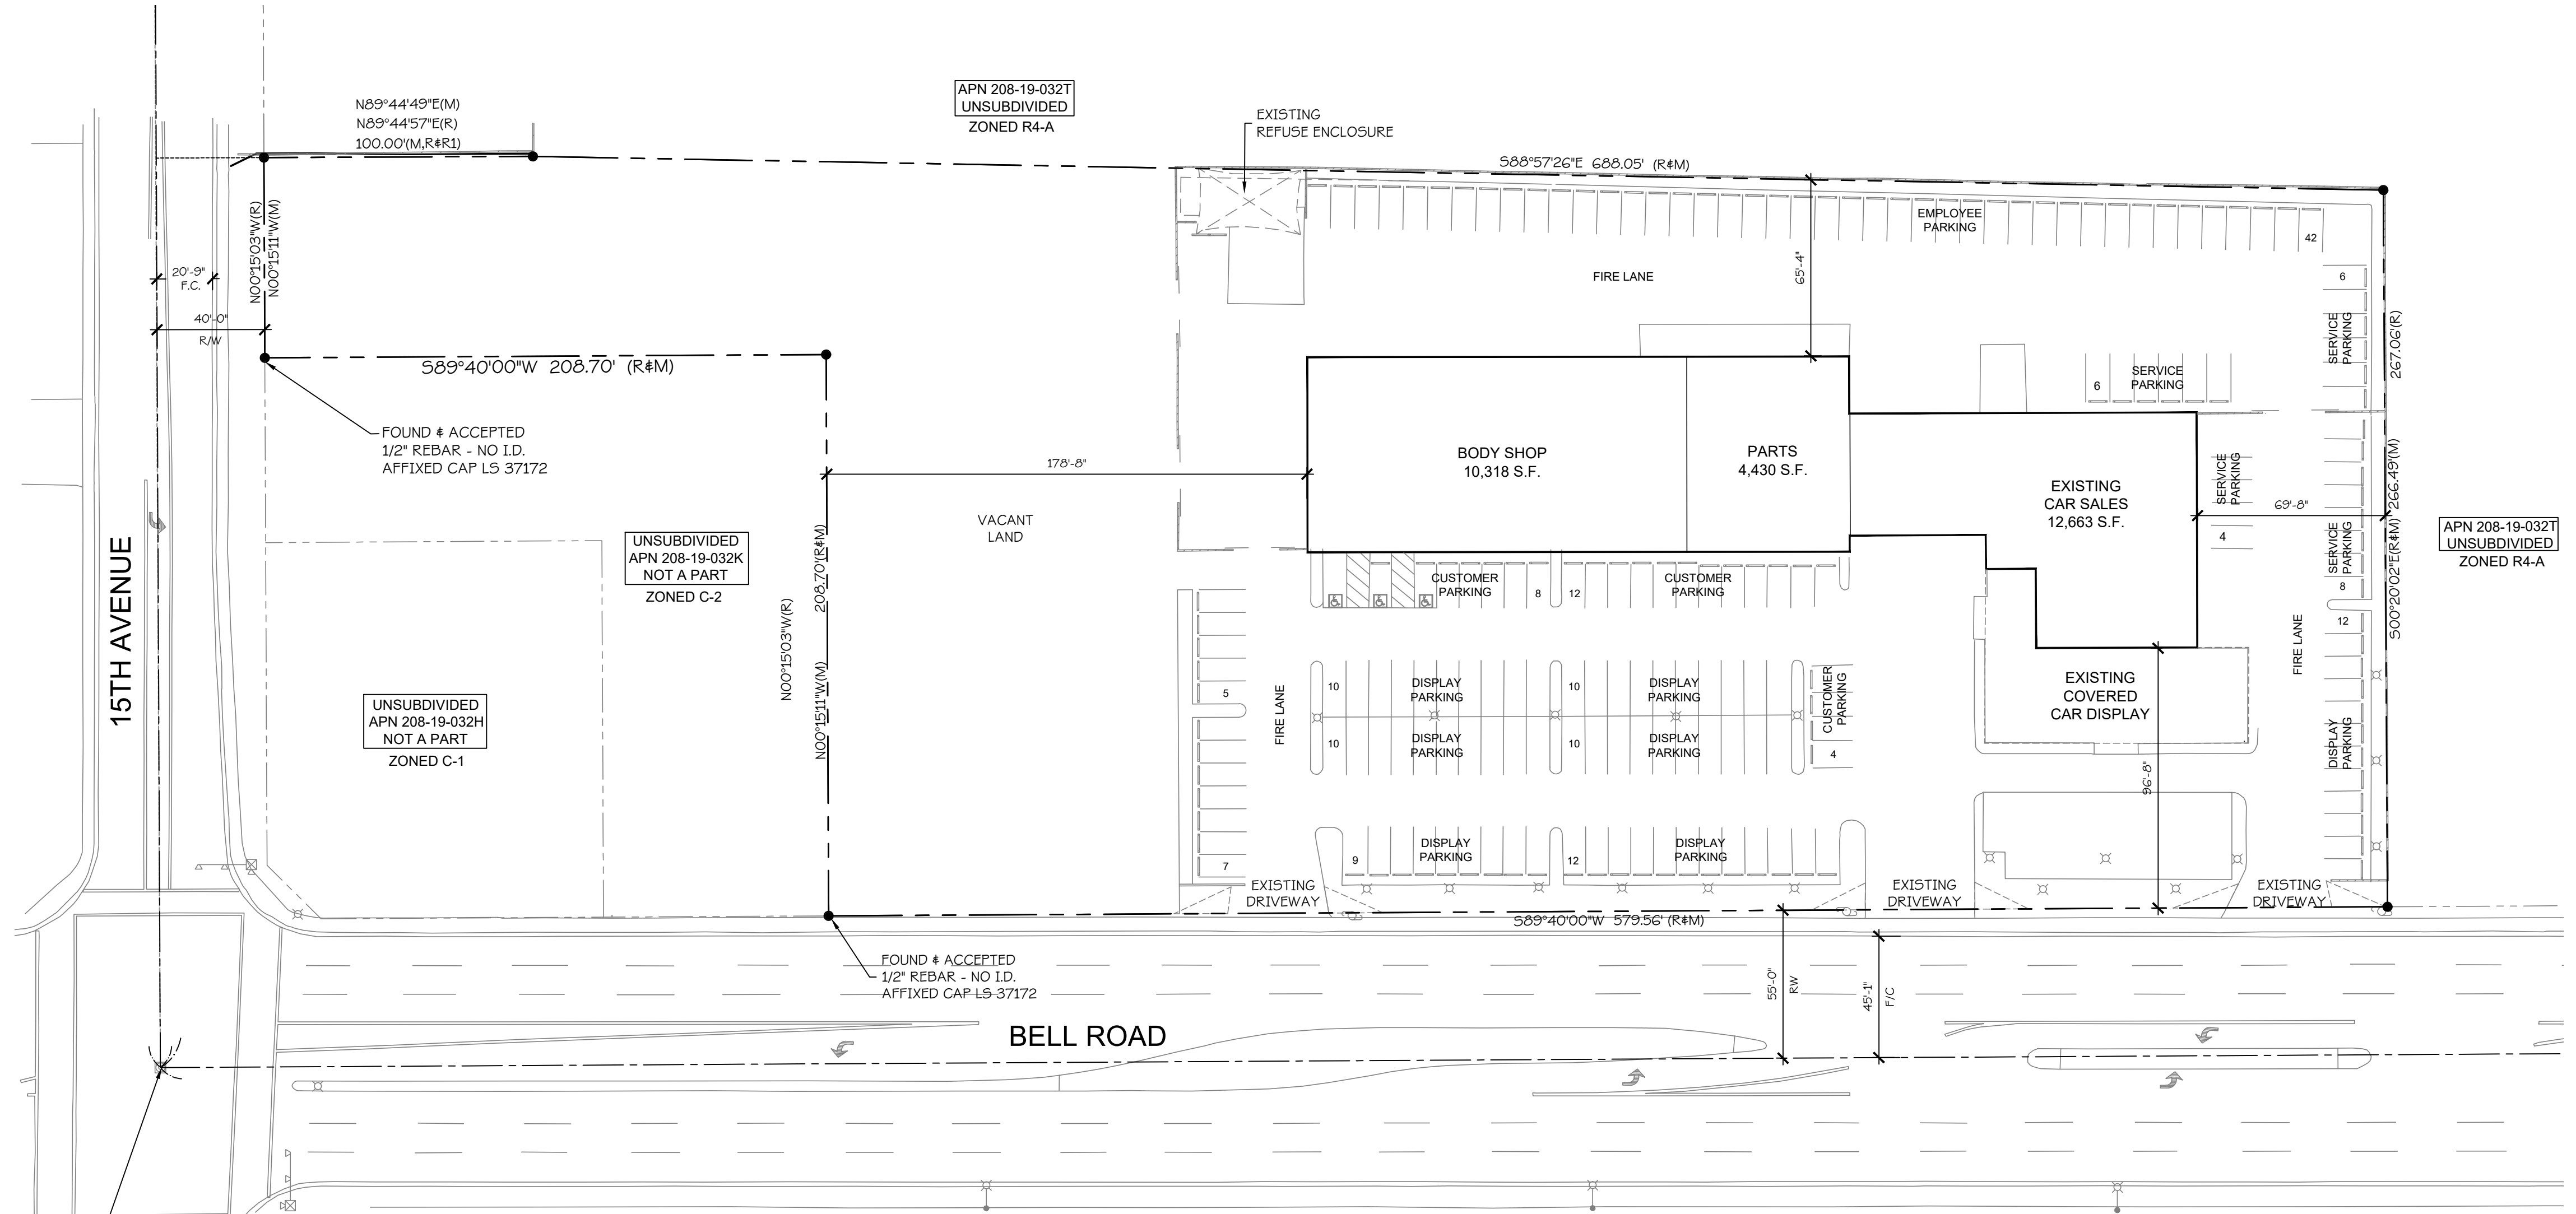 N89°44'49"E(M)
N89°44'57"E(R)
100.00'(M,R&R1)
APN 208-19-032T
UNSUBDIVIDED
ZONED R4-A
EXISTING
REFUSE ENCLOSURE
S88°57'26"E 688.05' (R&M)
EMPLOYEE
PARKING
42
N00°15'03"W(R)
N00°15'11"W(M)
20'-9"
F.C.
40'-0"
R/W
FIRE LANE
65'-4"
6
SERVICE
PARKING
267.06'(R)
S89°40'00"W 208.70' (R&M)
FOUND & ACCEPTED
1/2" REBAR - NO I.D.
AFFIXED CAP LS 37172
SERVICE
PARKING
6
178'-8"
BODY SHOP
10,318 S.F.
PARTS
4,430 S.F.
EXISTING
CAR SALES
12,663 S.F.
SERVICE
PARKING
4
69'-8"
SERVICE
PARKING
8
S00°20'02"E(R&M) 266.49'(M)
APN 208-19-032T
UNSUBDIVIDED
ZONED R4-A
15TH AVENUE
VACANT
LAND
UNSUBDIVIDED
APN 208-19-032K
NOT A PART
ZONED C-2
208.70'(R&M)
N00°15'03"W(R)
N00°15'11"W(M)
CUSTOMER
PARKING
8
12
CUSTOMER
PARKING
12
FIRE LANE
UNSUBDIVIDED
APN 208-19-032H
NOT A PART
ZONED C-1
5
FIRE LANE
10
DISPLAY
PARKING
10
DISPLAY
PARKING
10
DISPLAY
PARKING
10
DISPLAY
PARKING
CUSTOMER
PARKING
4
EXISTING
COVERED
CAR DISPLAY
DISPLAY
PARKING
96'-8"
7
9
DISPLAY
PARKING
12
DISPLAY
PARKING
EXISTING
DRIVEWAY
EXISTING
DRIVEWAY
EXISTING
DRIVEWAY
S89°40'00"W 579.56' (R&M)
FOUND & ACCEPTED
1/2" REBAR - NO I.D.
AFFIXED CAP LS 37172
55'-0"
RW
45'-1"
F/C
BELL ROAD